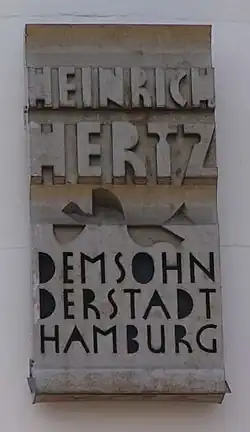 HEINRICH
HERTZ
DEMSOHN
DERSTADT
HAMBURG